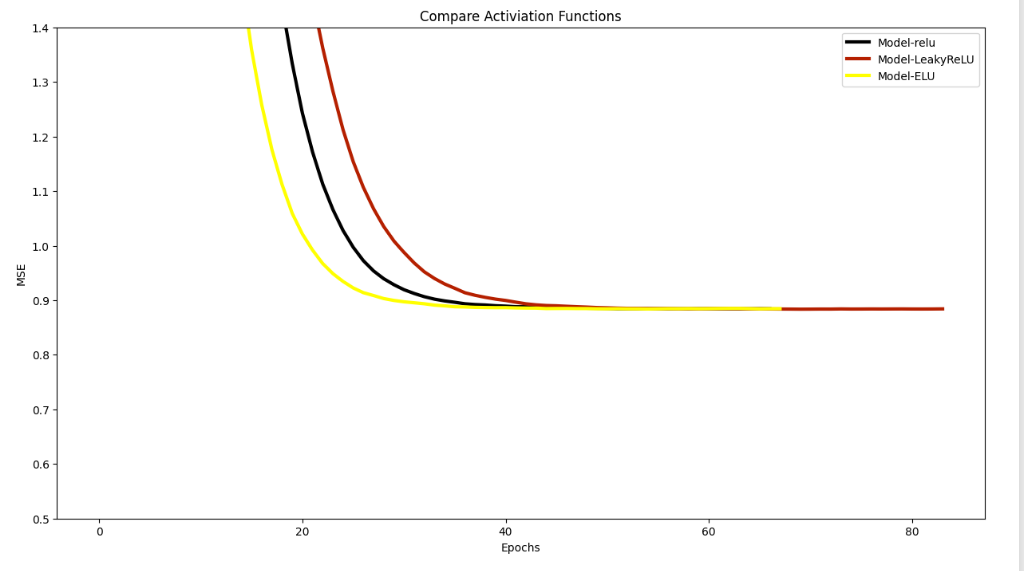 Compare Activiation Functions
1.4
1.3
1.2
1.1
1.0
0.9
0.8
0.7
0.6
0.5
MSE
Model-relu
Model-LeakyReLU
Model-ELU
0 20 40 60 80
Epochs